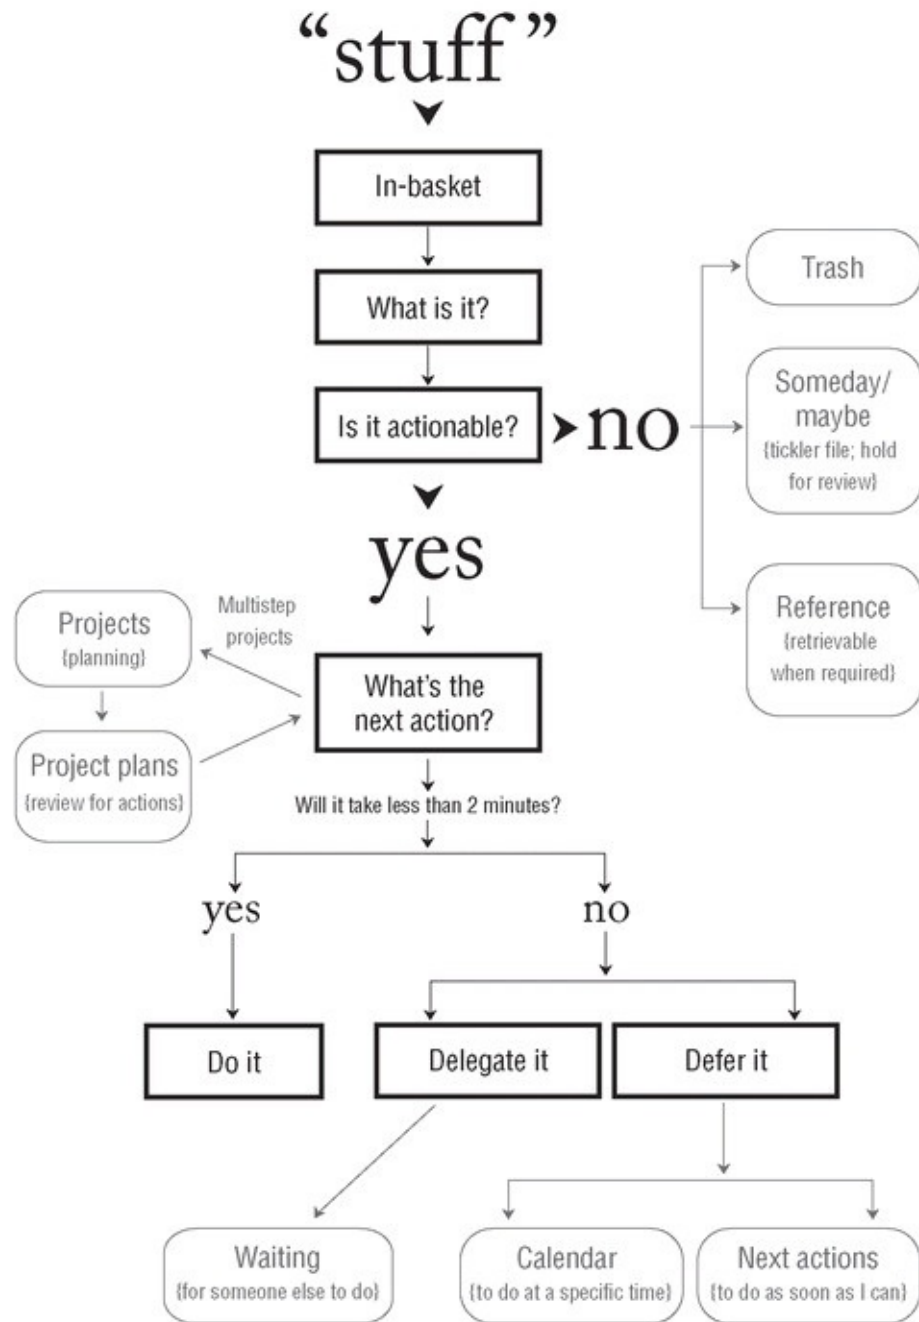 “stuff”
In-basket
What is it?
Is it actionable?
no
Trash
Someday/
maybe
{tickler file; hold
for review}
Reference
{retrievable
when required}
yes
Multistep
projects
Projects
{planning}
Project plans
{review for actions}
What's the
next action?
Will it take less than 2 minutes?
yes
no
Do it
Delegate it
Defer it
Waiting
{for someone else to do}
Calendar
{to do at a specific time}
Next actions
{to do as soon as I can}